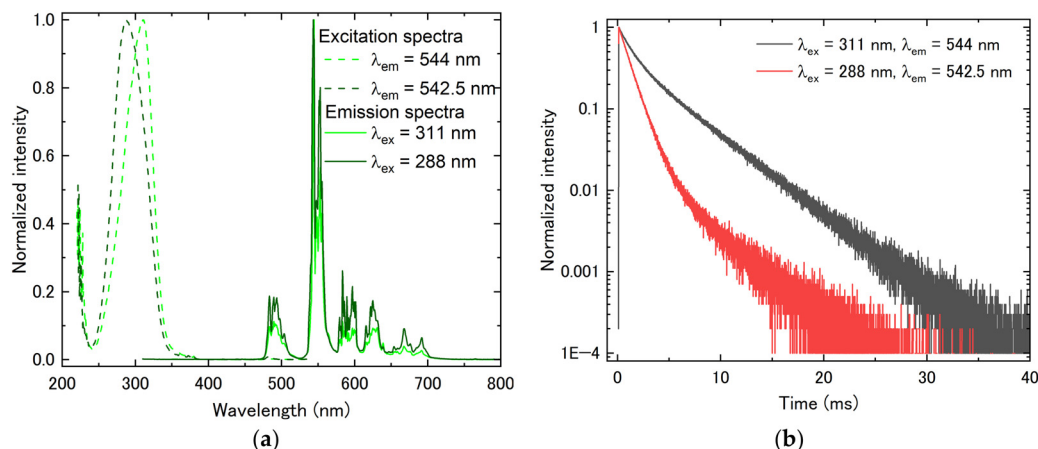 1.0
0.8
0.6
0.4
0.2
0.0
Normalized intensity
Excitation spectra
λem = 544 nm
λem = 542.5 nm
Emission spectra
λex = 311 nm
λex = 288 nm
200 300 400 500 600 700 800
Wavelength (nm)
(a)
1
0.1
0.01
0.001
1E−4
Normalized intensity
λex = 311 nm, λem = 544 nm
λex = 288 nm, λem = 542.5 nm
0 10 20 30 40
Time (ms)
(b)